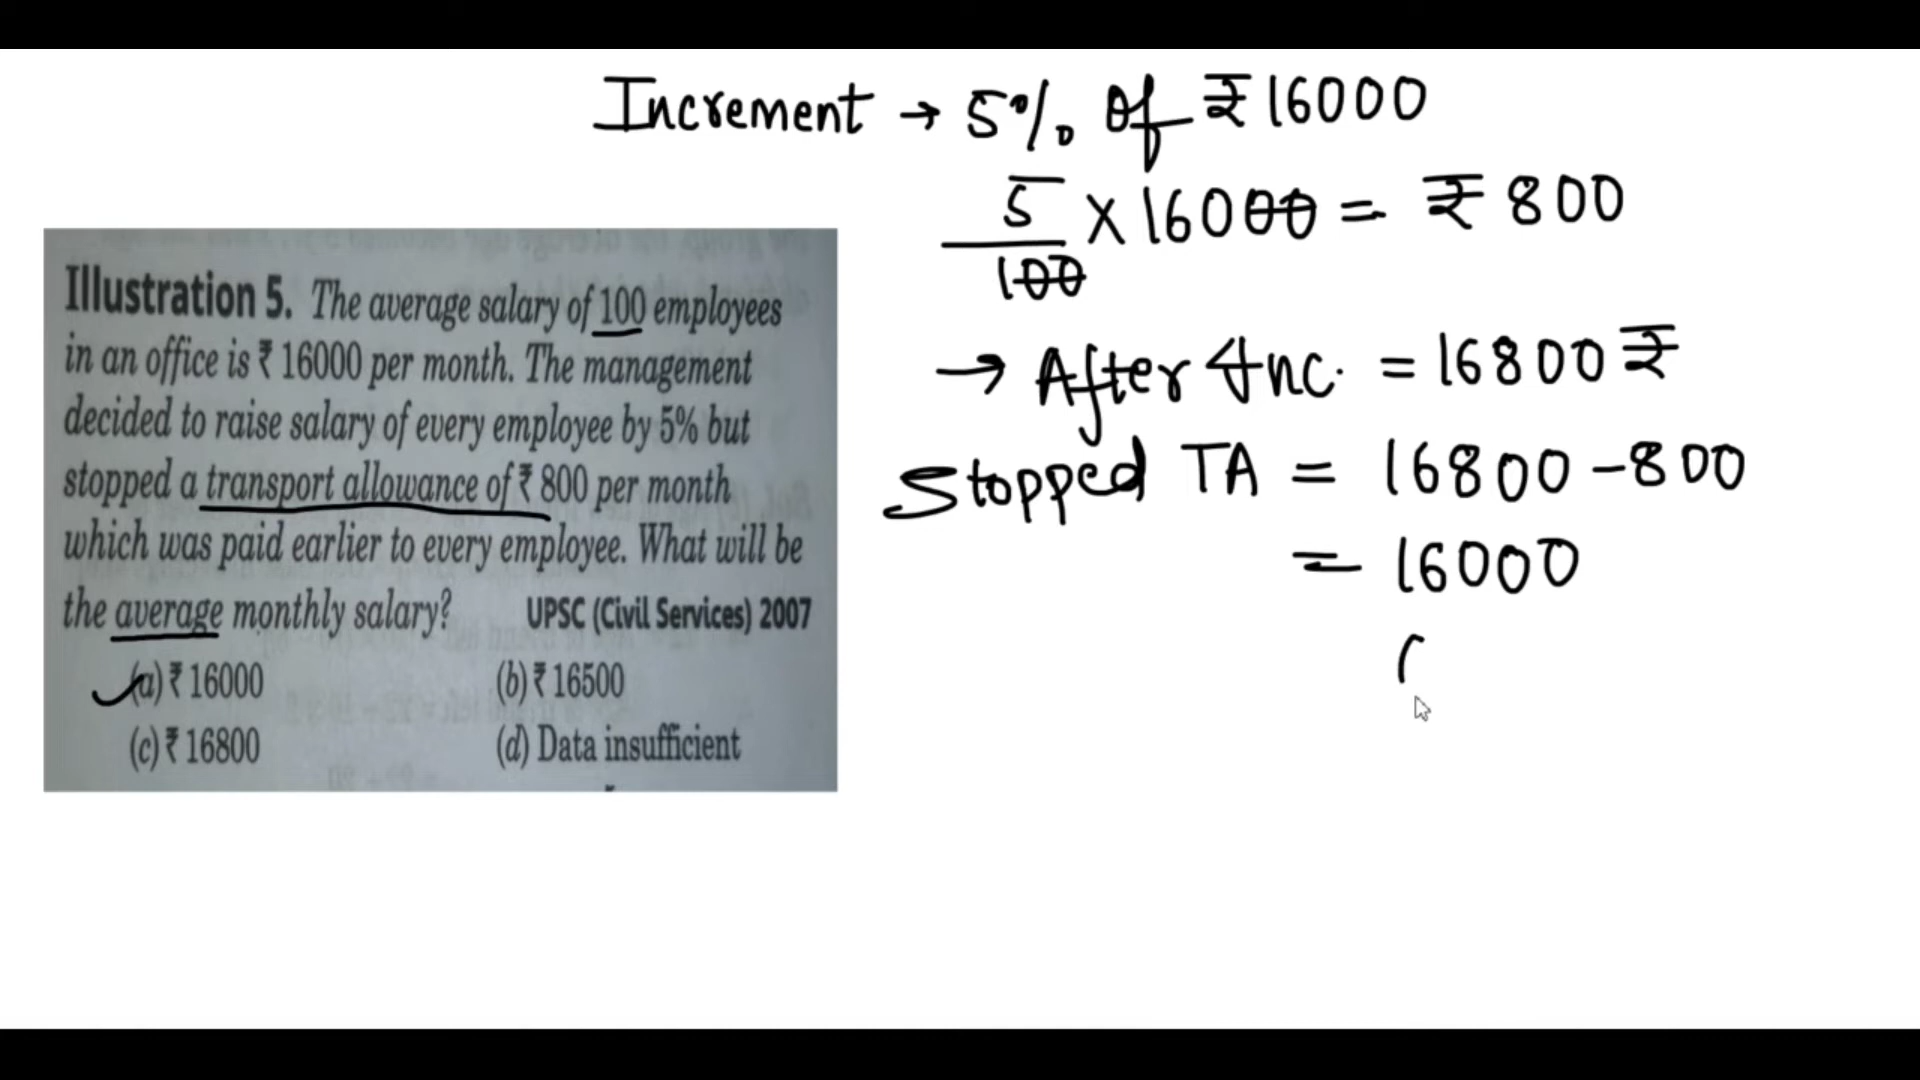 Increment → 5% of ₹16000
5
100
× 16000 = ₹ 800
→ After Inc. = 16800 ₹
Stopped TA = 16800 - 800
= 16000
Illustration 5. The average salary of 100 employees
in an office is ₹ 16000 per month. The management
decided to raise salary of every employee by 5% but
stopped a transport allowance of ₹ 800 per month
which was paid earlier to every employee. What will be
the average monthly salary? UPSC (Civil Services) 2007
(a) ₹ 16000 (b) ₹ 16500
(c) ₹ 16800 (d) Data insufficient